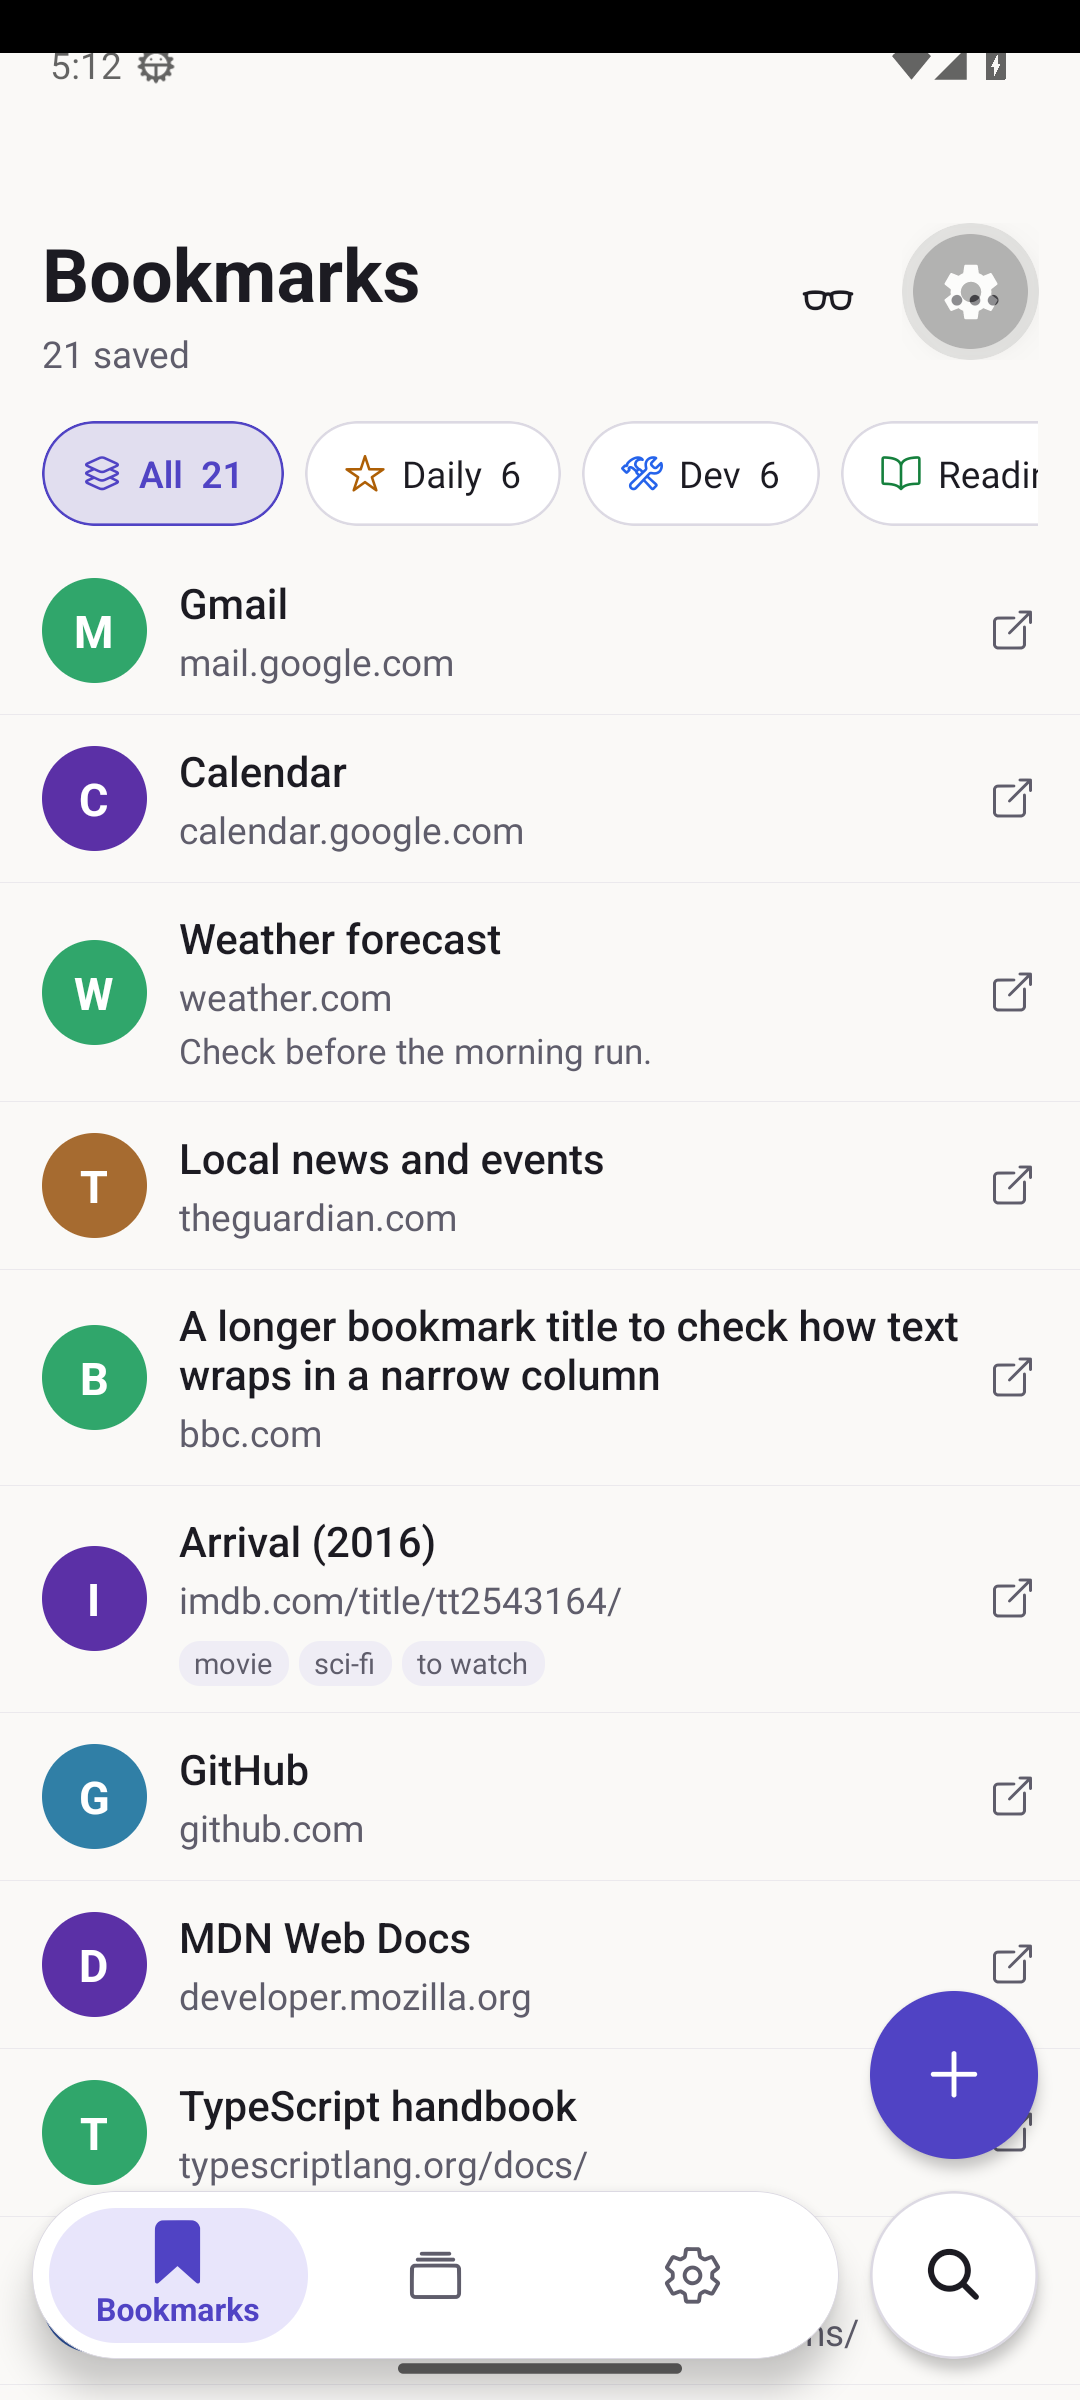 5:12
Bookmarks
21 saved
All 21
Daily 6
Dev 6
M
Gmail
mail.google.com
C
Calendar
calendar.google.com
W
Weather forecast
weather.com
Check before the morning run.
T
Local news and events
theguardian.com
B
A longer bookmark title to check how text
wraps in a narrow column
bbc.com
I
Arrival (2016)
imdb.com/title/tt2543164/
movie sci-fi to watch
G
GitHub
github.com
D
MDN Web Docs
developer.mozilla.org
T
TypeScript handbook
typescriptlang.org/docs/
Bookmarks